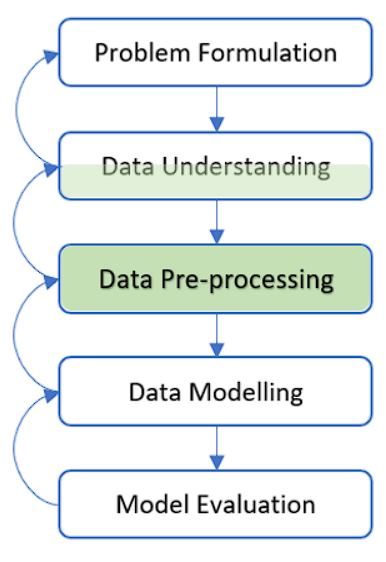 Problem Formulation
Data Understanding
Data Pre-processing
Data Modelling
Model Evaluation